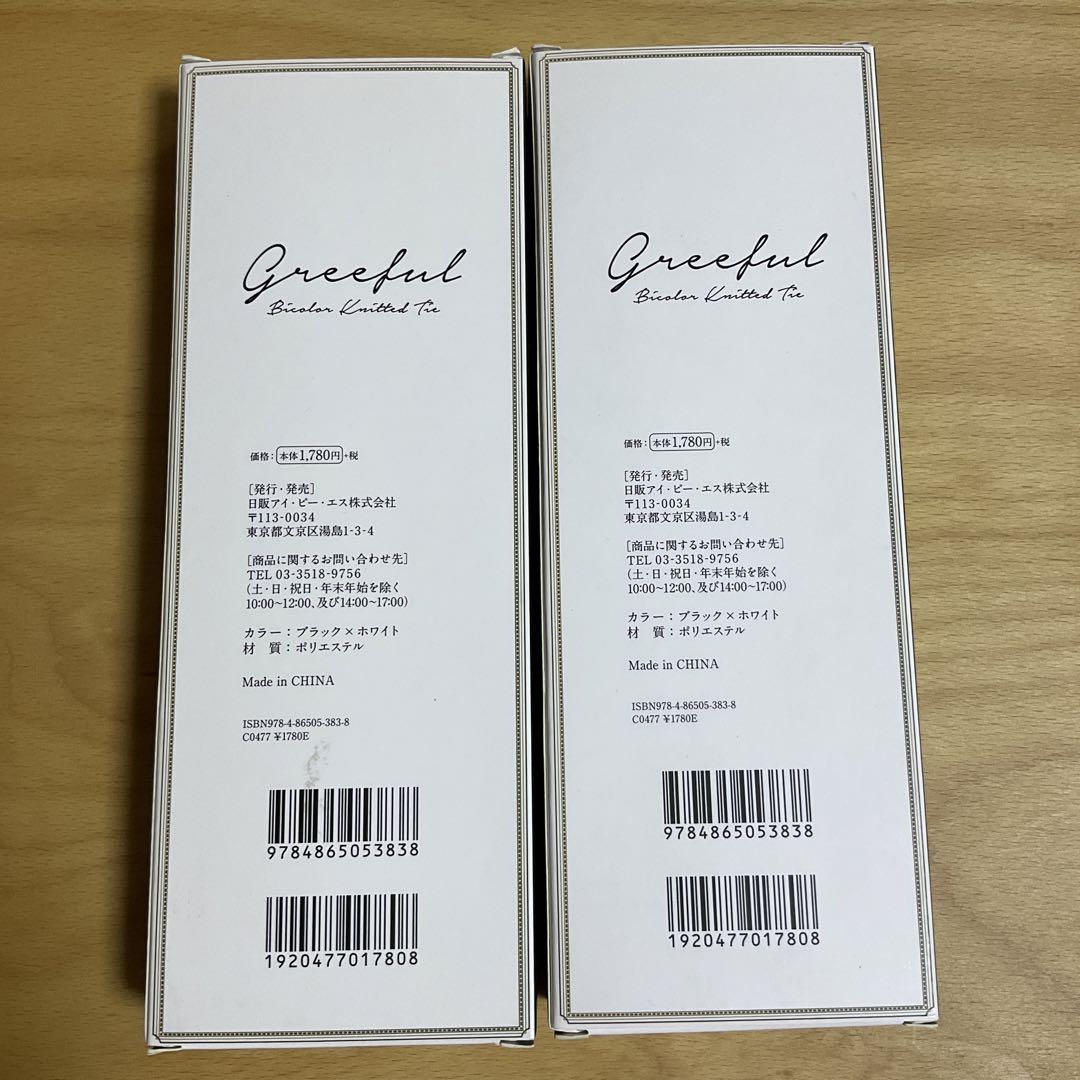 Greeful
Bicolor Knitted Tie
価格：本体1,780円+税
［発行・発売］
日販アイ・ピー・エス株式会社
〒113-0034
東京都文京区湯島1-3-4
［商品に関するお問い合わせ先］
TEL 03-3518-9756
（土・日・祝日・年末年始を除く
10:00~12:00、及び14:00~17:00）
カラー：ブラック×ホワイト
材　質：ポリエステル
Made in CHINA
ISBN978-4-86505-383-8
C0477 ¥1780E
9784865053838
1920477017808
Greeful
Bicolor Knitted Tie
価格：本体1,780円+税
［発行・発売］
日販アイ・ピー・エス株式会社
〒113-0034
東京都文京区湯島1-3-4
［商品に関するお問い合わせ先］
TEL 03-3518-9756
（土・日・祝日・年末年始を除く
10:00~12:00、及び14:00~17:00）
カラー：ブラック×ホワイト
材　質：ポリエステル
Made in CHINA
ISBN978-4-86505-383-8
C0477 ¥1780E
9784865053838
1920477017808